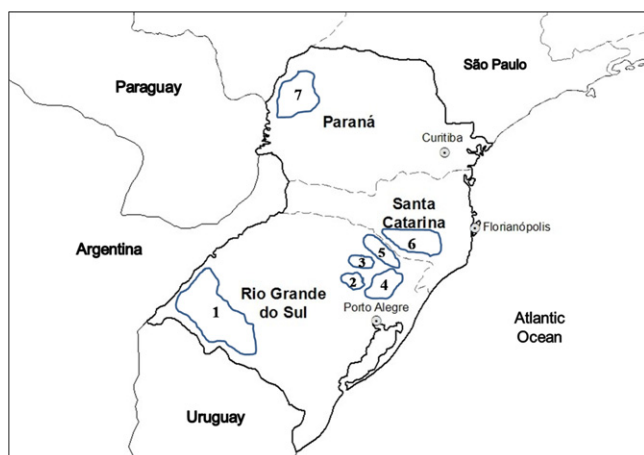 São Paulo
Paraguay
7
Paraná
Curitiba
Santa
Catarina
Florianópolis
6
5
Argentina
3
2
4
Rio Grande
do Sul
1
Porto Alegre
Atlantic
Ocean
Uruguay